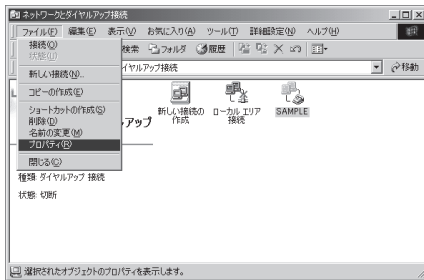 ネットワークとダイヤルアップ接続
ファイル(F) 編集(E) 表示(V) お気に入り(A) ツール(T) 詳細設定(N) ヘルプ(H)
接続(O)
状態(U)
検索 フォルダ 履歴
新しい接続(N)...
イヤルアップ接続 移動
コピーの作成(E)
ショートカットの作成(S)
削除(D)
名前の変更(M)
プロパティ(R)
閉じる(C)
アップ
新しい接続の作成
ローカル エリア接続
SAMPLE
種類: ダイヤルアップ 接続
状態: 切断
選択されたオブジェクトのプロパティを表示します。